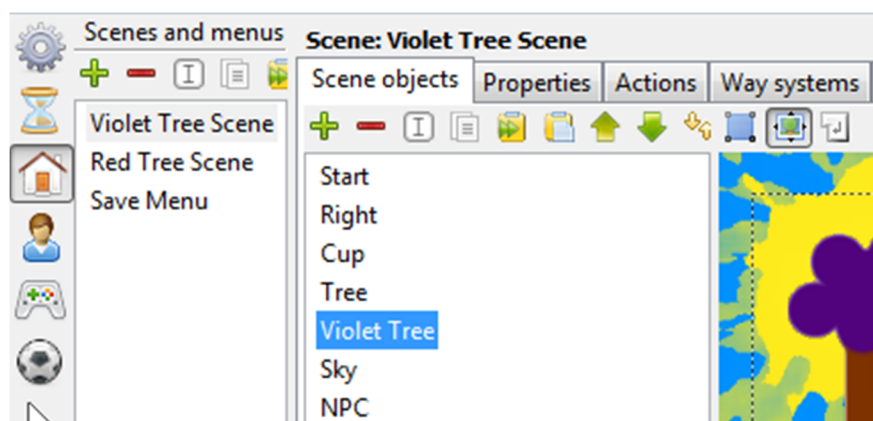 Scenes and menus
Violet Tree Scene
Red Tree Scene
Save Menu
Scene: Violet Tree Scene
Scene objects
Properties
Actions
Way systems
Start
Right
Cup
Tree
Violet Tree
Sky
NPC